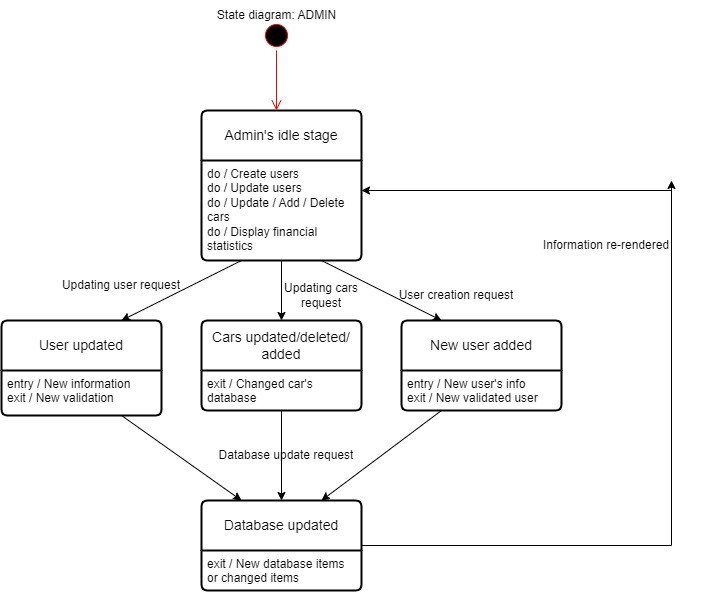 State diagram: ADMIN
Admin's idle stage
do / Create users
do / Update users
do / Update / Add / Delete
cars
do / Display financial
statistics
Information re-rendered
Updating user request
Updating cars
request
User creation request
User updated
entry / New information
exit / New validation
Cars updated/deleted/
added
exit / Changed car's
database
New user added
entry / New user's info
exit / New validated user
Database update request
Database updated
exit / New database items
or changed items